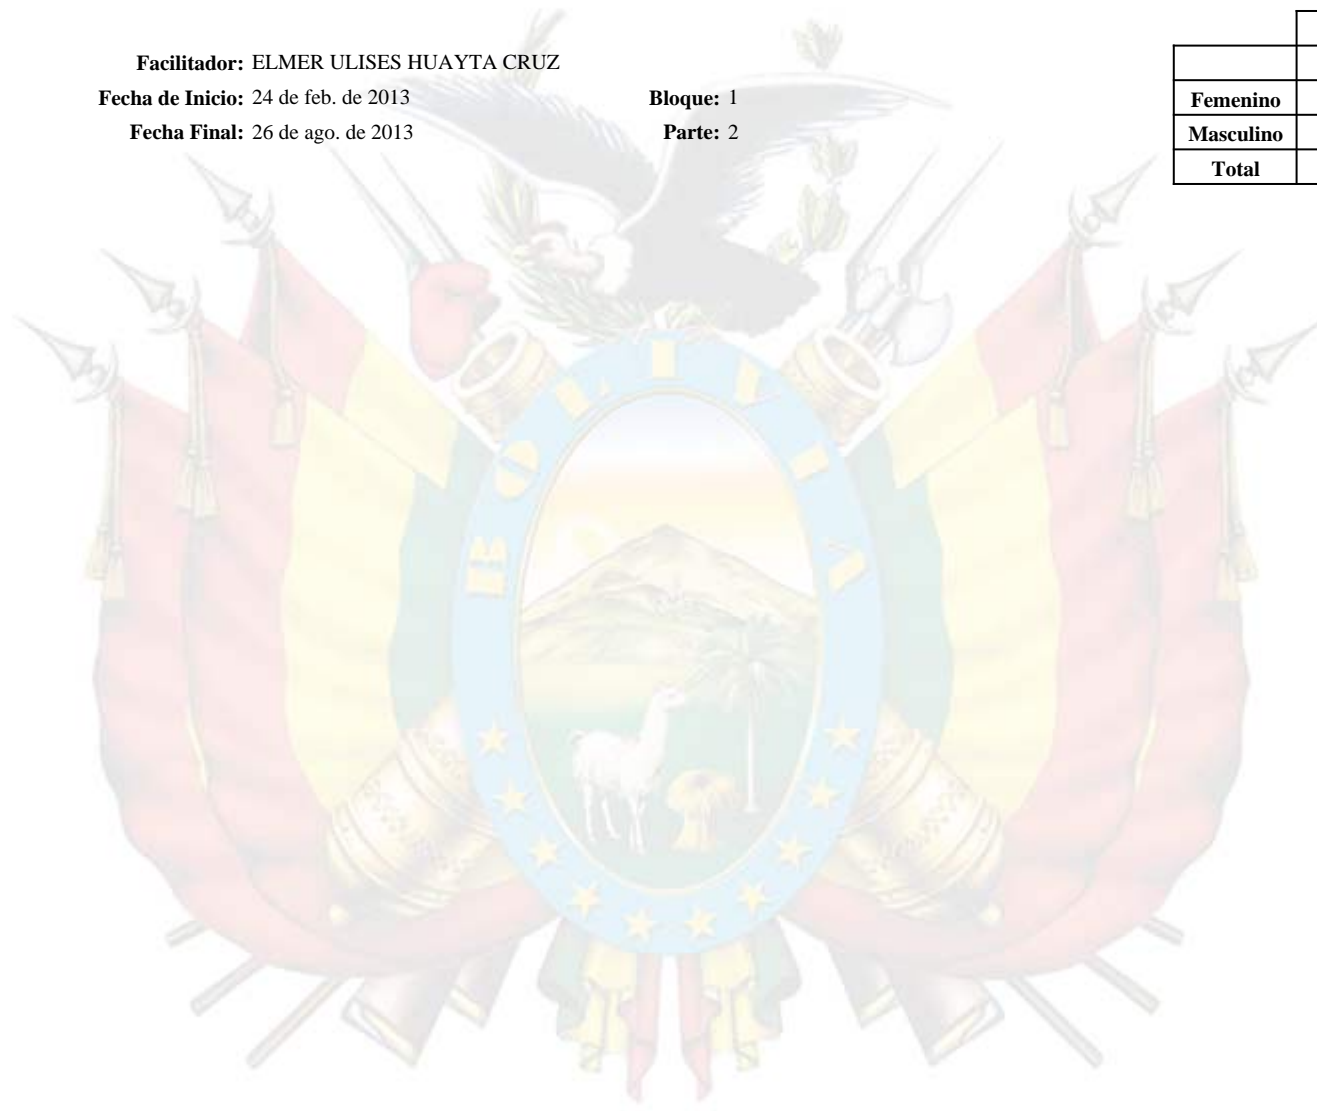 Facilitador: ELMER ULISES HUAYTA CRUZ
Fecha de Inicio: 24 de feb. de 2013 Bloque: 1
Fecha Final: 26 de ago. de 2013 Parte: 2
Femenino
Masculino
Total
BOLIVIA